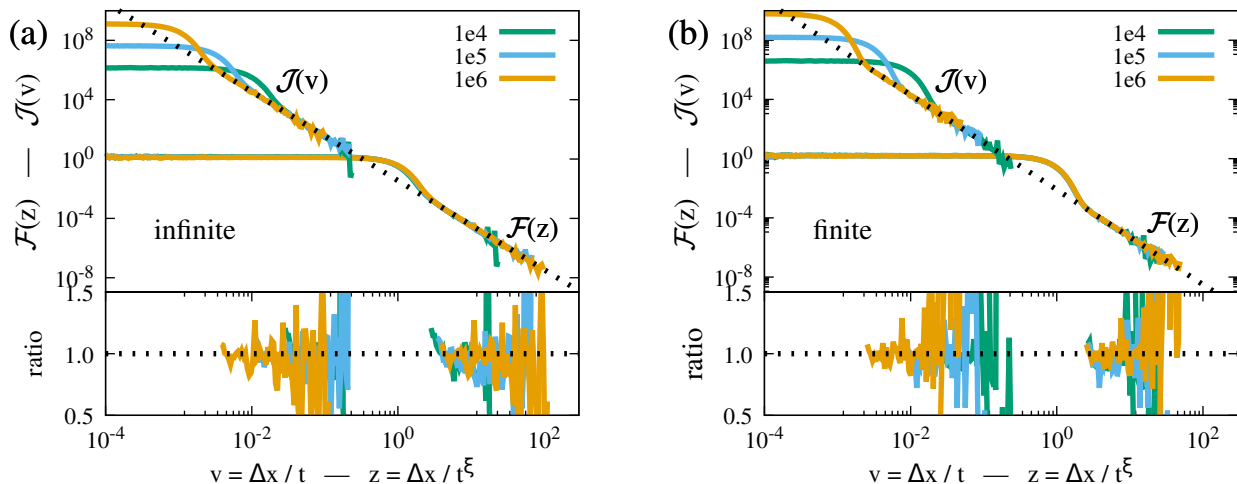 (a)
F(z) — J(v)
10^8
10^4
10^0
10^-4
10^-8
1e4
1e5
1e6
J(v)
infinite
F(z)
ratio
1.5
1.0
0.5
10^-4
10^-2
10^0
10^2
v = Δx / t — z = Δx / t^ξ
(b)
F(z) — J(v)
10^8
10^4
10^0
10^-4
10^-8
1e4
1e5
1e6
J(v)
finite
F(z)
ratio
1.5
1.0
0.5
10^-4
10^-2
10^0
10^2
v = Δx / t — z = Δx / t^ξ